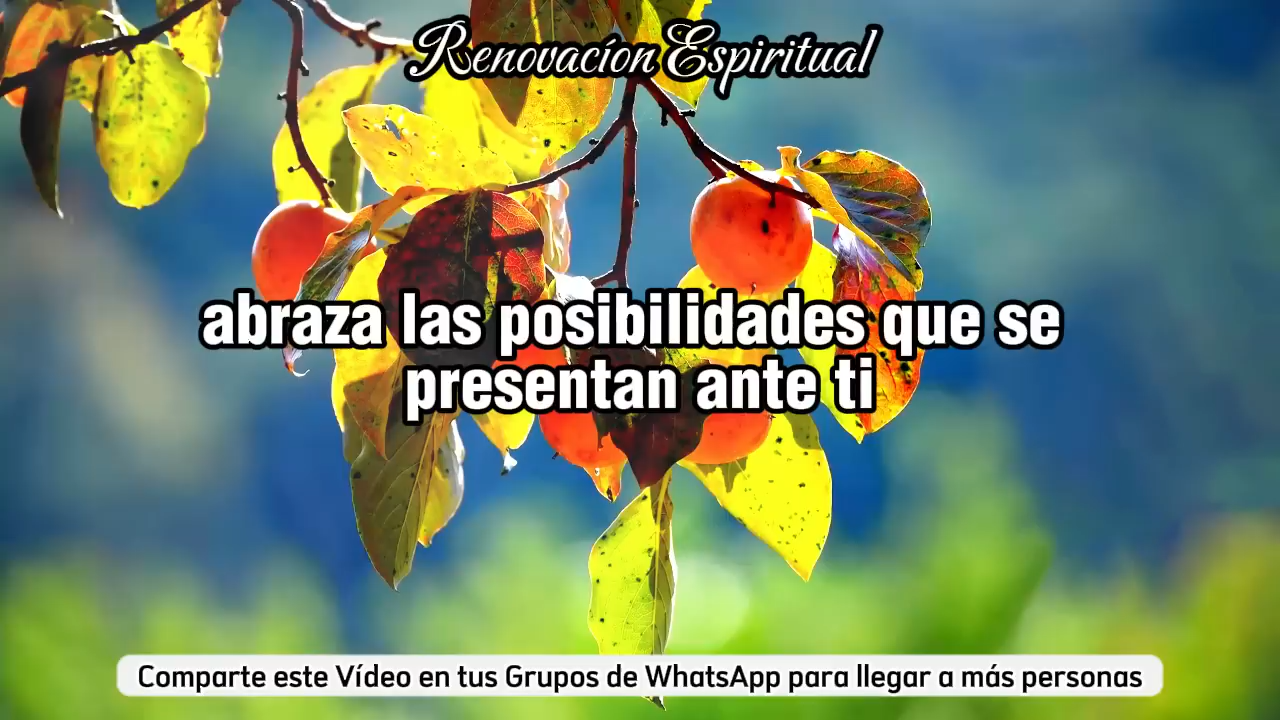 Renovacíon Espiritual
abraza las posibilidades que se
presentan ante ti
Comparte este Vídeo en tus Grupos de WhatsApp para llegar a más personas